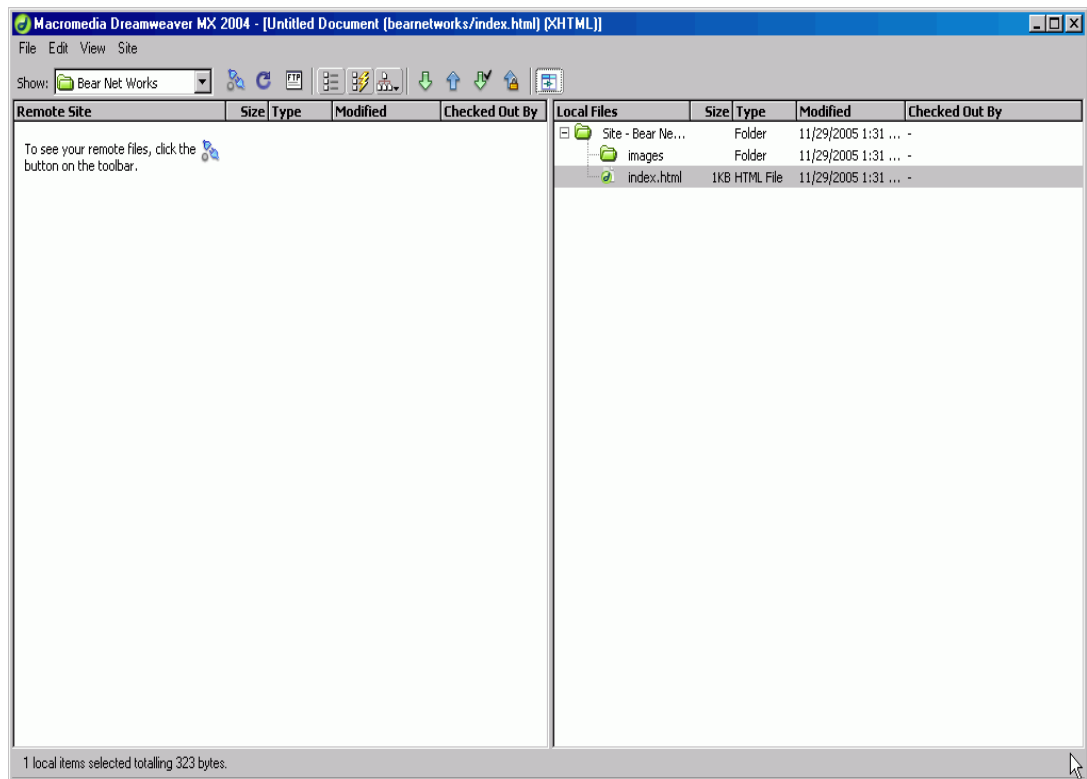 Macromedia Dreamweaver MX 2004 - [Untitled Document (bearnetworks/index.html) (XHTML)]
File Edit View Site
Show: Bear Net Works FTP
Remote Site Size Type Modified Checked Out By
To see your remote files, click the
button on the toolbar.
Local Files Size Type Modified Checked Out By
Site - Bear Ne... Folder 11/29/2005 1:31 ... -
images Folder 11/29/2005 1:31 ... -
index.html 1KB HTML File 11/29/2005 1:31 ... -
1 local items selected totalling 323 bytes.